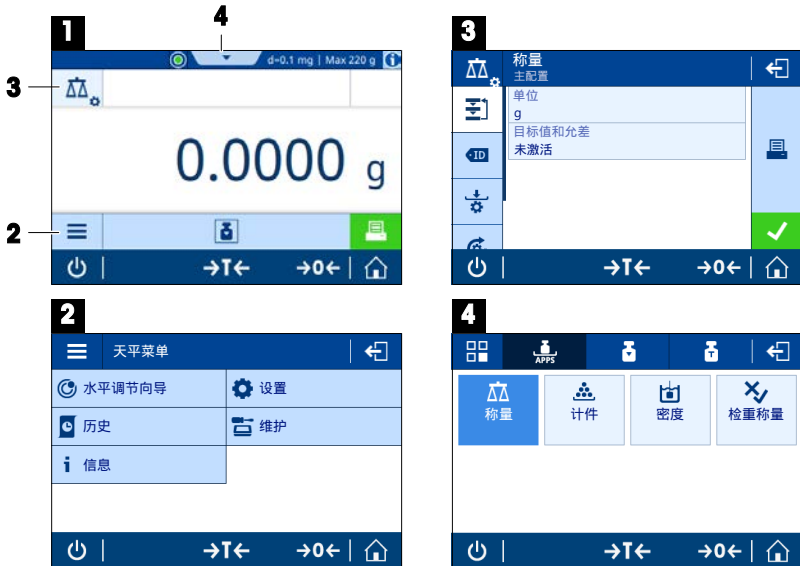 4
1
d=0.1 mg | Max 220 g
3
0.0000 g
2
→T← →0←
3
称量
主配置
单位
g
目标值和允差
未激活
ID
→T← →0←
2
天平菜单
水平调节向导
设置
历史
维护
信息
→T← →0←
4
APPS
T
称量
计件
密度
检重称量
→T← →0←